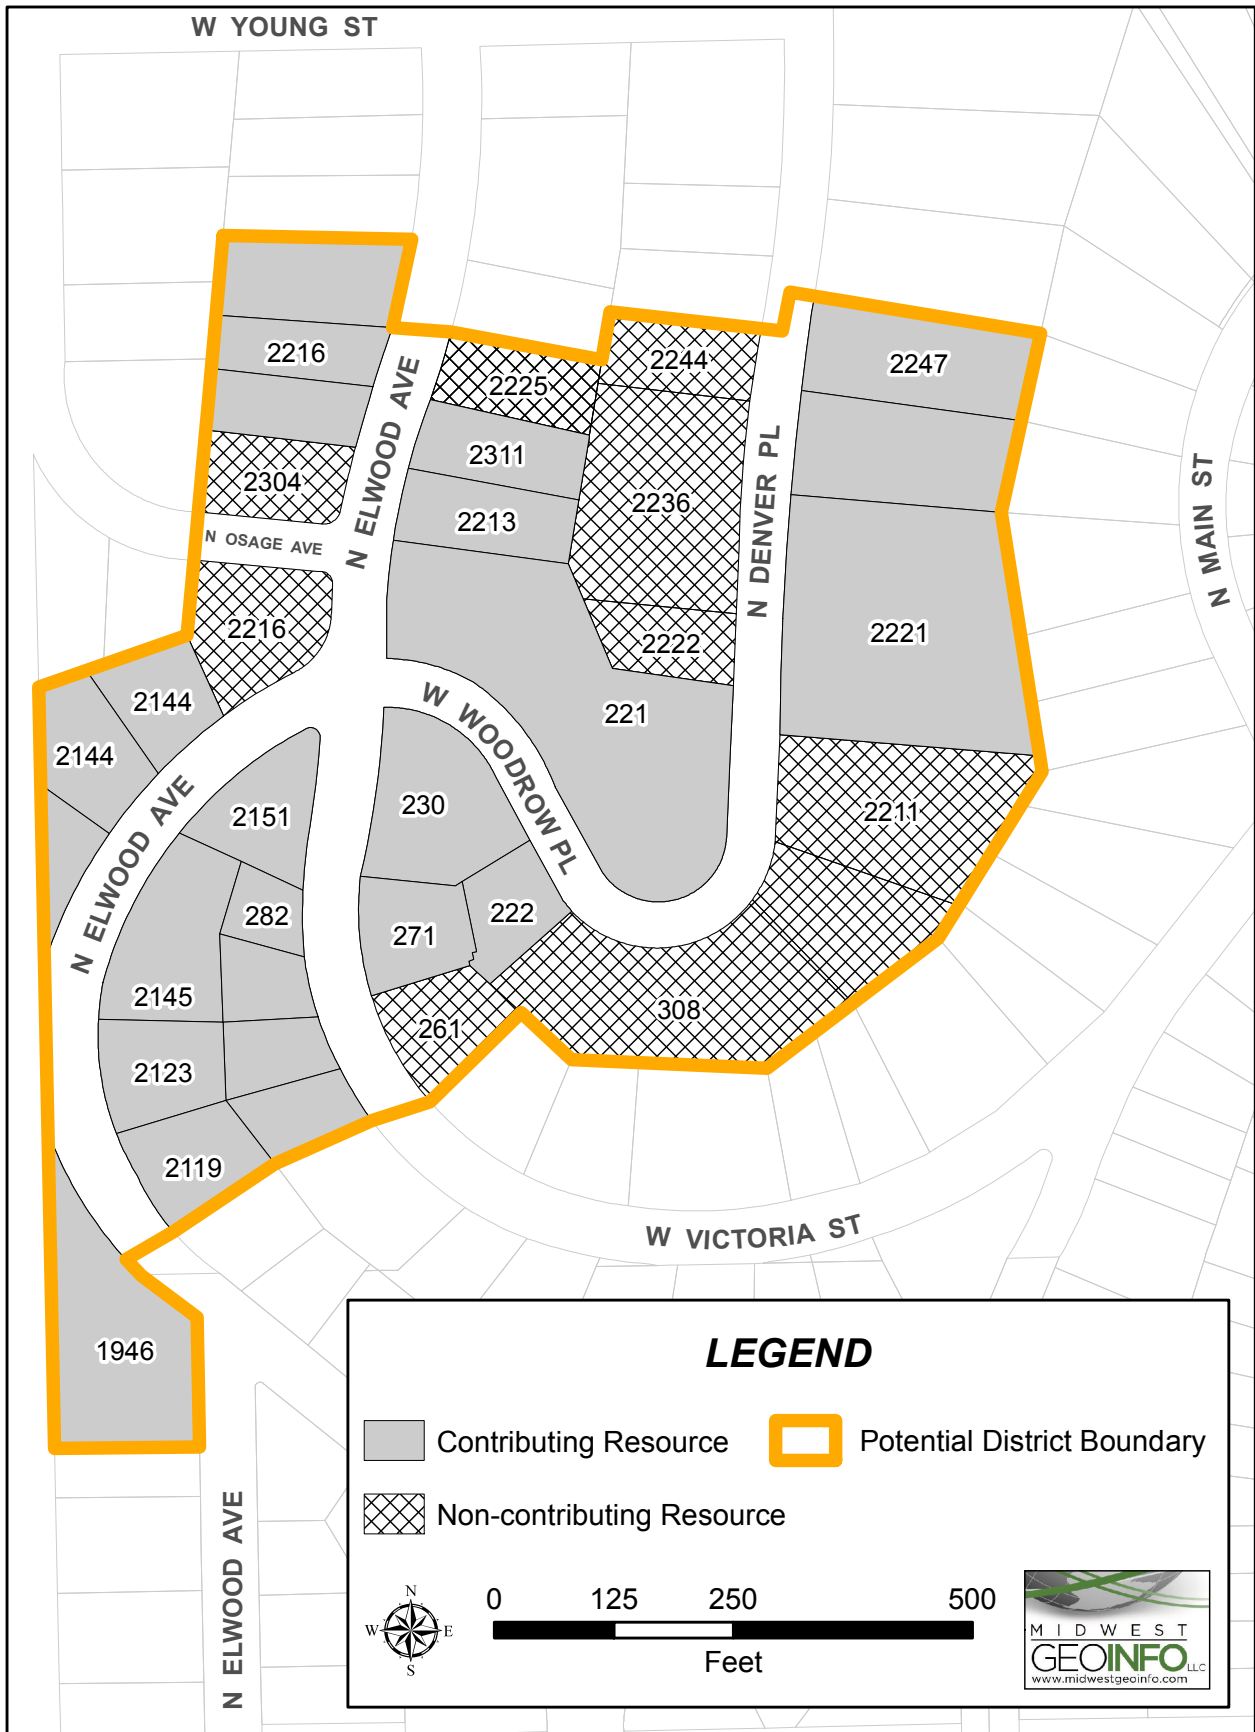 W YOUNG ST
2216
2244
2247
2225
N ELWOOD AVE
2311
2304
2213
2236
N DENVER PL
N MAIN ST
N OSAGE AVE
2216
2222
2221
2144
221
W WOODROW PL
2144
N ELWOOD AVE
2151
230
2211
282
271
222
2145
308
261
2123
2119
W VICTORIA ST
1946
LEGEND
Contributing Resource
Potential District Boundary
Non-contributing Resource
N ELWOOD AVE
N
W E
S
0 125 250 500
Feet
MIDWEST
GEOINFO LLC
www.midwestgeoinfo.com